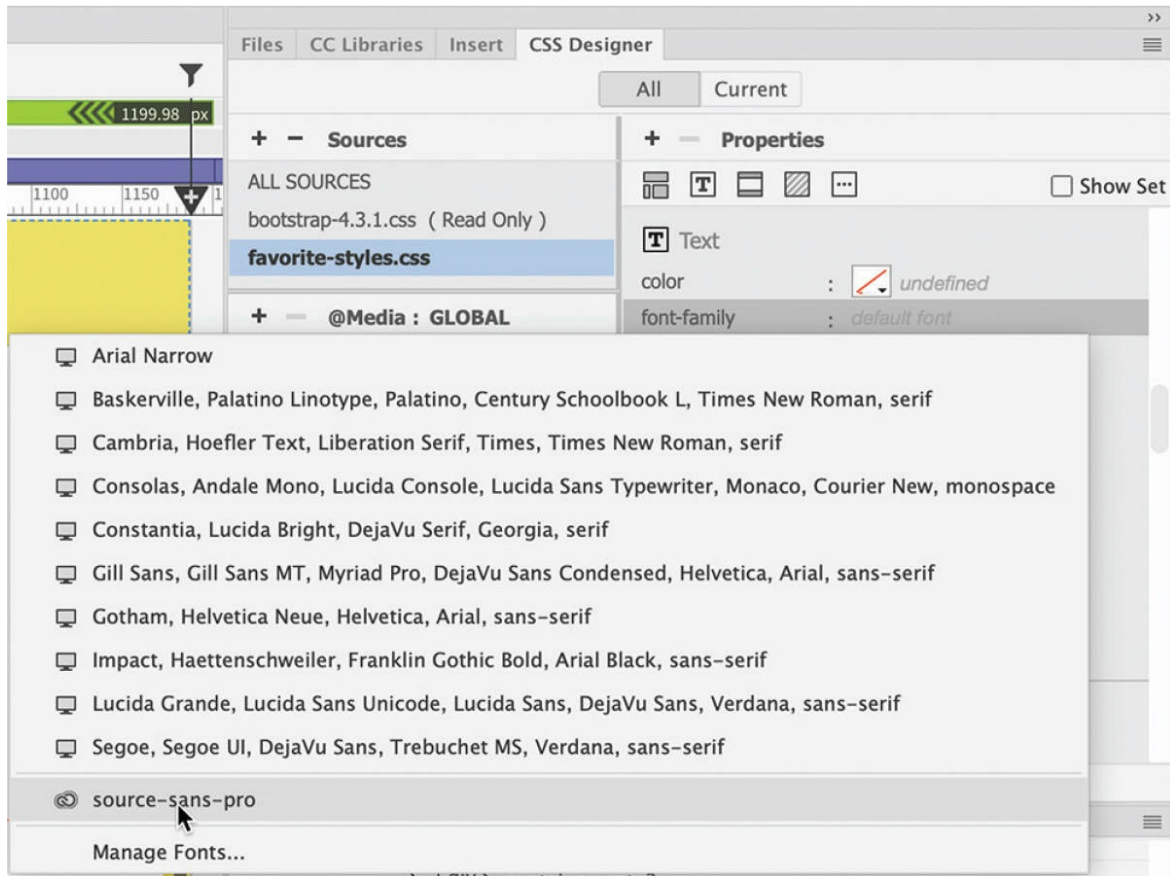 >>
Files CC Libraries Insert CSS Designer
All Current
1199.98 px
+ − Sources
+ − Properties
ALL SOURCES
Show Set
1100 1150 1
bootstrap-4.3.1.css ( Read Only )
T Text
favorite-styles.css
color : undefined
+ − @Media : GLOBAL
font-family : default font
Arial Narrow
Baskerville, Palatino Linotype, Palatino, Century Schoolbook L, Times New Roman, serif
Cambria, Hoefler Text, Liberation Serif, Times, Times New Roman, serif
Consolas, Andale Mono, Lucida Console, Lucida Sans Typewriter, Monaco, Courier New, monospace
Constantia, Lucida Bright, DejaVu Serif, Georgia, serif
Gill Sans, Gill Sans MT, Myriad Pro, DejaVu Sans Condensed, Helvetica, Arial, sans-serif
Gotham, Helvetica Neue, Helvetica, Arial, sans-serif
Impact, Haettenschweiler, Franklin Gothic Bold, Arial Black, sans-serif
Lucida Grande, Lucida Sans Unicode, Lucida Sans, DejaVu Sans, Verdana, sans-serif
Segoe, Segoe UI, DejaVu Sans, Trebuchet MS, Verdana, sans-serif
source-sans-pro
Manage Fonts...